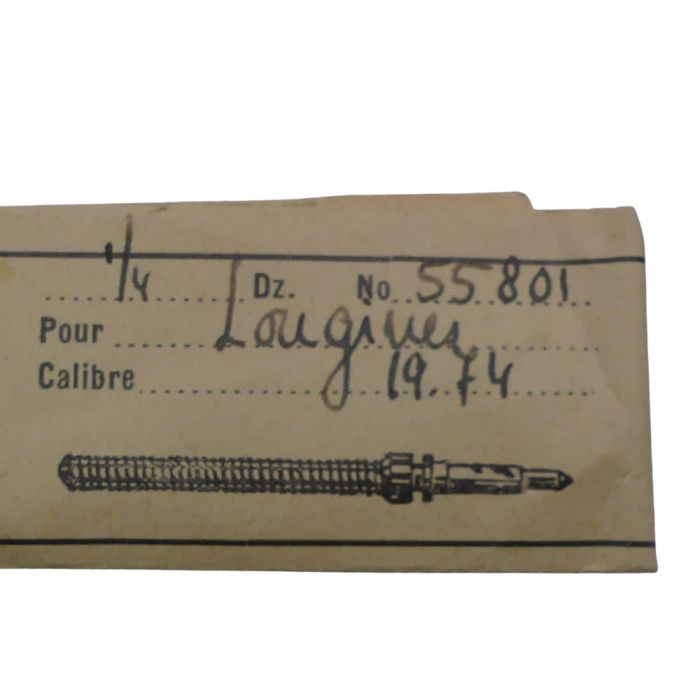 1/4 Dz. No. 55801
Pour Longines
Calibre 19.74